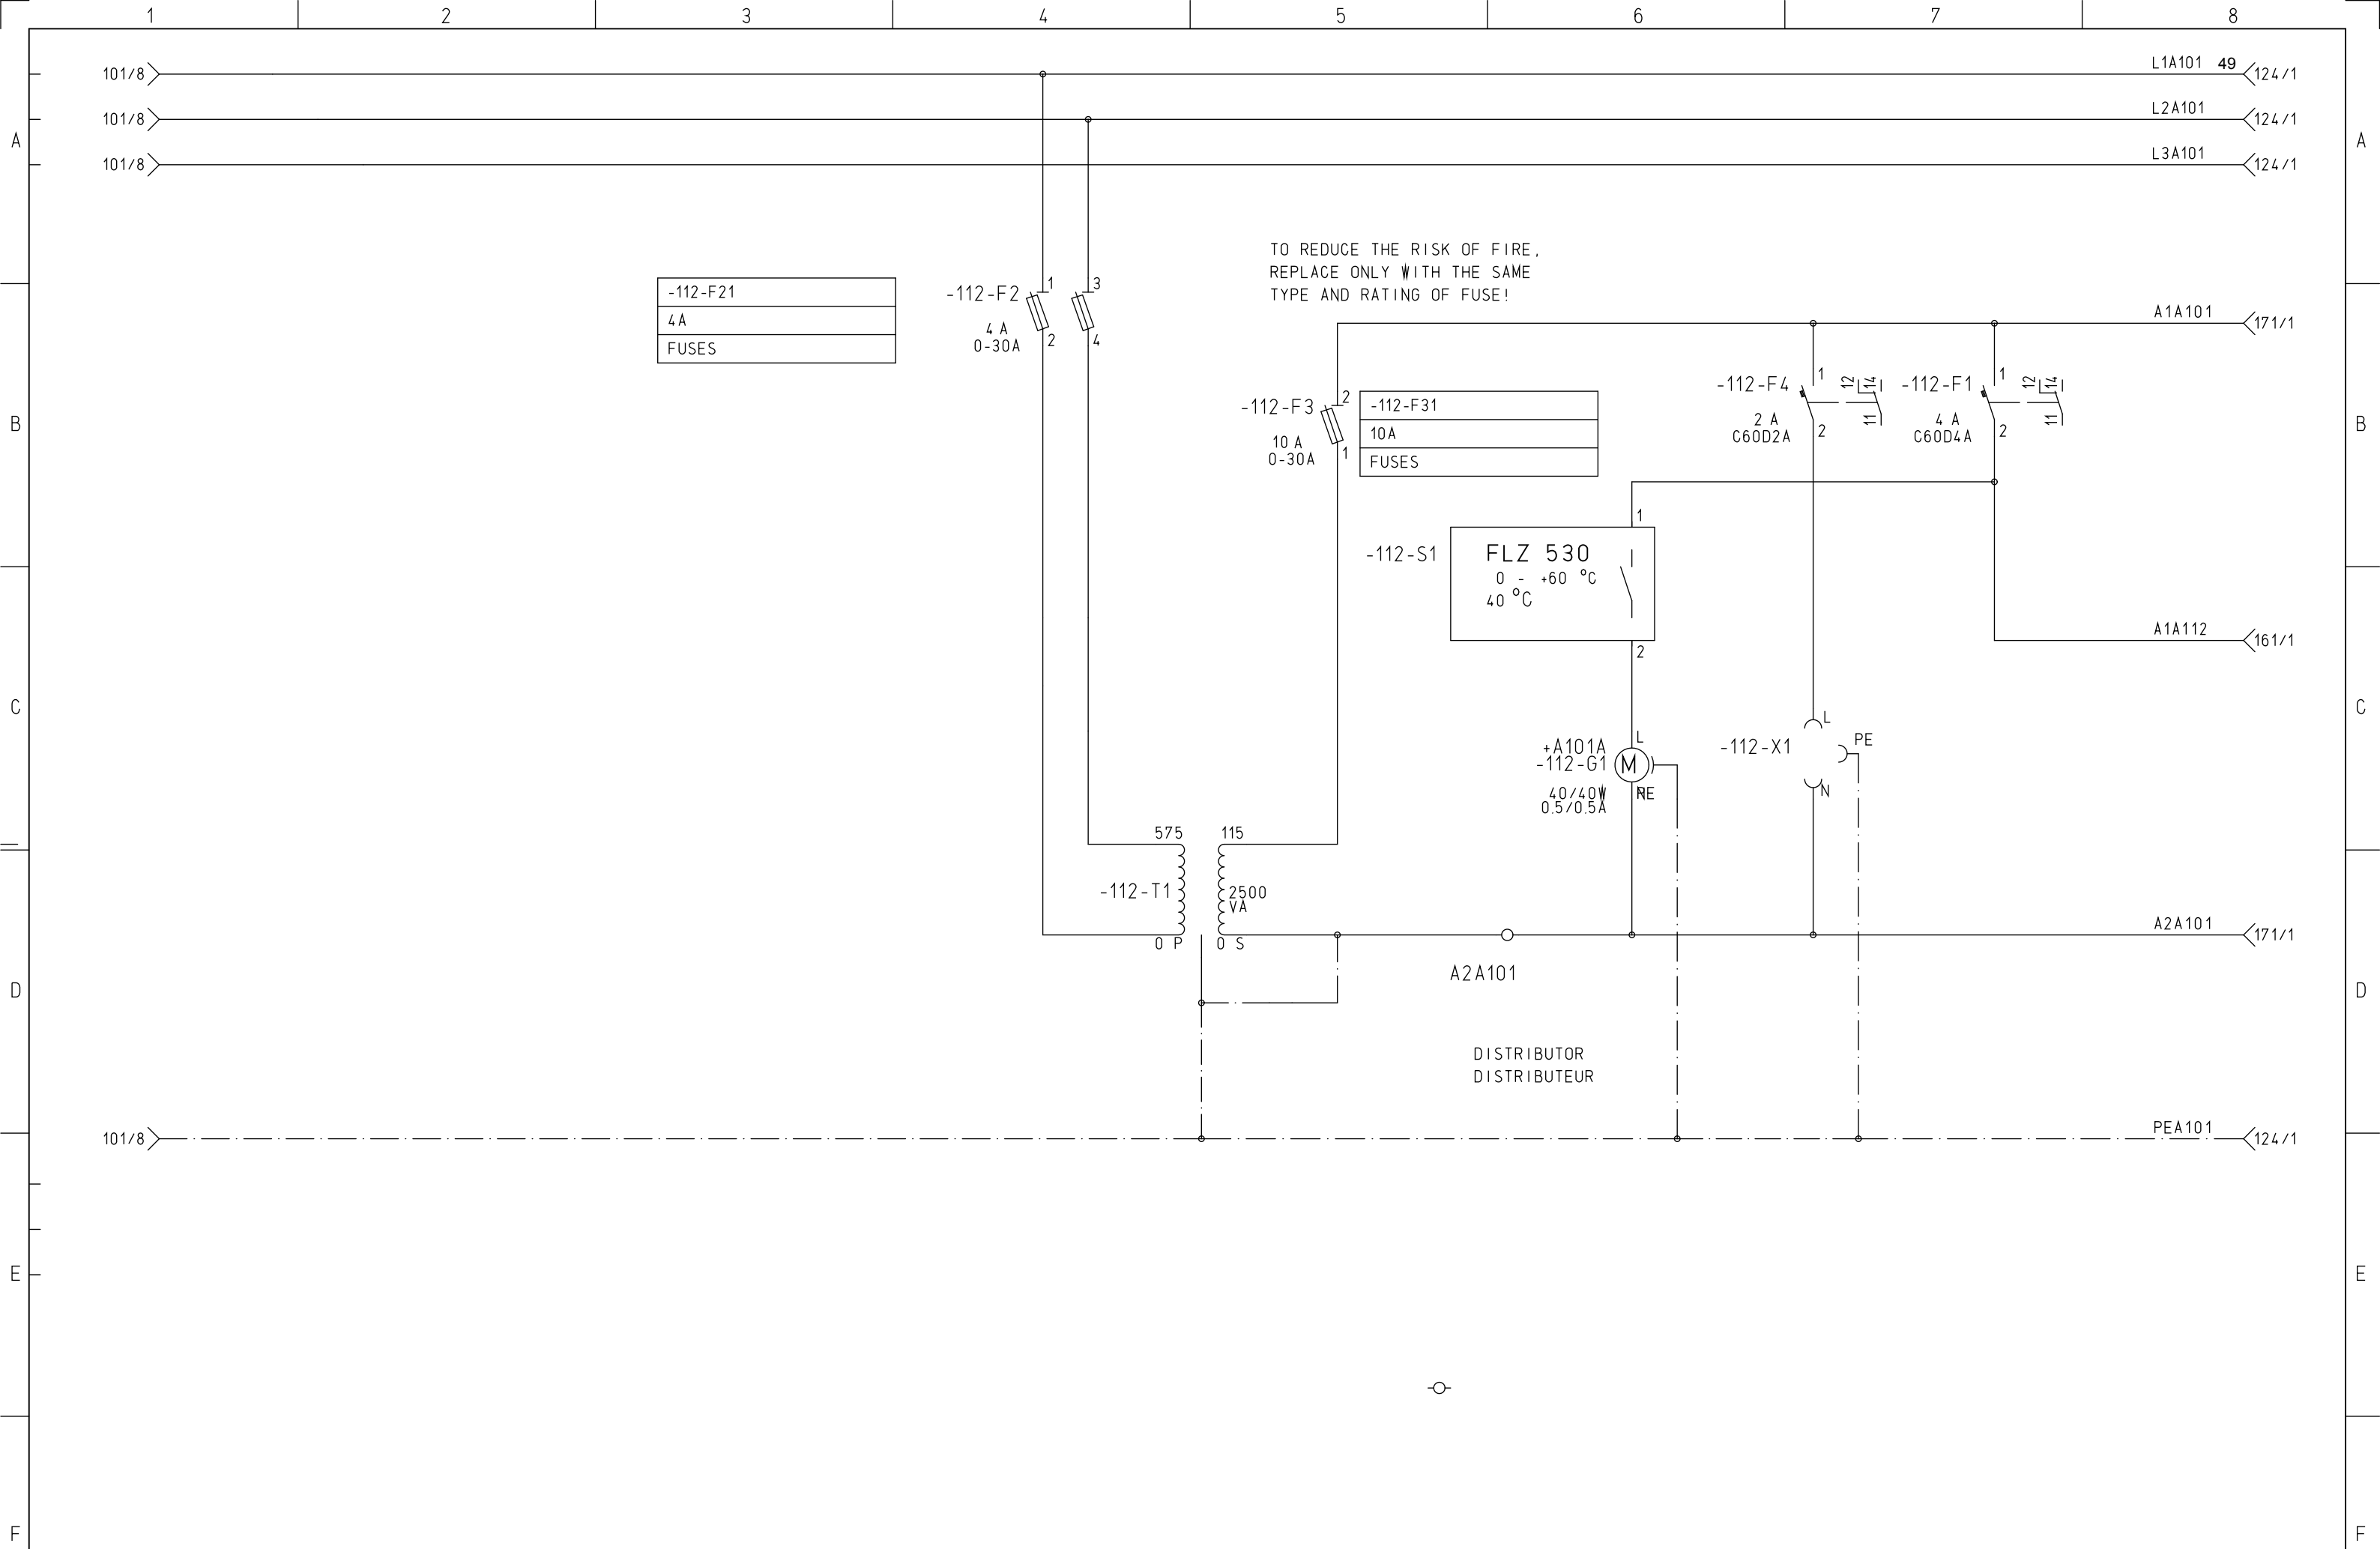 1 2 3 4 5 6 7 8
101/8 L1A101 49 124/1
101/8 L2A101 124/1
A A
101/8 L3A101 124/1
TO REDUCE THE RISK OF FIRE,
REPLACE ONLY WITH THE SAME
TYPE AND RATING OF FUSE!
-112-F21
4A
FUSES
-112-F2 1 3
4 A
0-30A 2 4
A1A101 171/1
-112-F3 2
10 A
0-30A 1
-112-F31
10A
FUSES
-112-F4 1 12 14
2 A 11
C60D2A 2
-112-F1 1 12 14
4 A 11
C60D4A 2
B B
1
-112-S1 FLZ 530
0 - +60 °C
40 °C
2
A1A112 161/1
C C
+A101A L
-112-G1 M
40/40W PE
0.5/0.5A
-112-X1 L
PE
N
575 115
-112-T1 2500
VA
0 P 0 S
A2A101 171/1
A2A101
D D
DISTRIBUTOR
DISTRIBUTEUR
101/8 PEA101 124/1
E E
F F